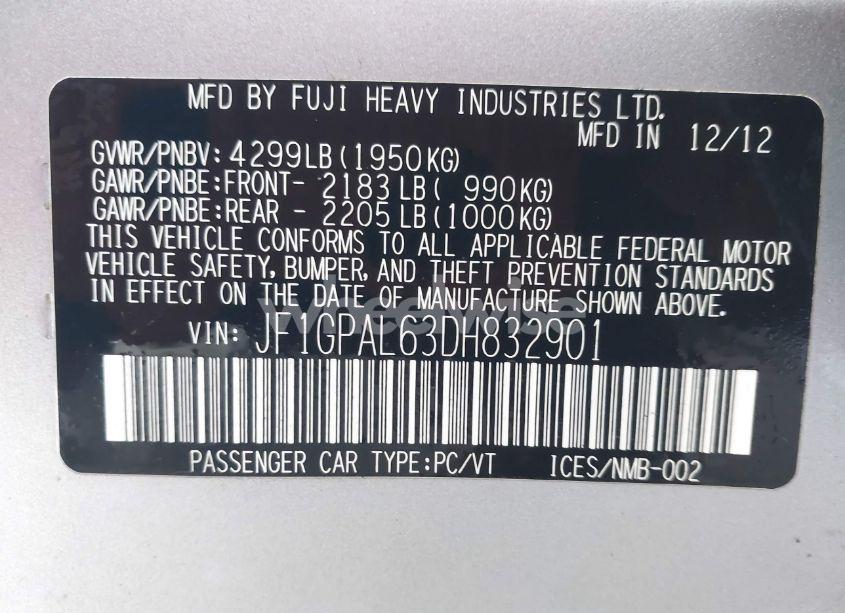 MFD BY FUJI HEAVY INDUSTRIES LTD.
MFD IN 12/12
GVWR/PNBV: 4299LB(1950KG)
GAWR/PNBE:FRONT- 2183 LB( 990KG)
GAWR/PNBE:REAR - 2205 LB(1000KG)
THIS VEHICLE CONFORMS TO ALL APPLICABLE FEDERAL MOTOR
VEHICLE SAFETY, BUMPER, AND THEFT PREVENTION STANDARDS
IN EFFECT ON THE DATE OF MANUFACTURE SHOWN ABOVE.
wheelwise
VIN: JF1GPAL63DH832901
PASSENGER CAR TYPE:PC/VT ICES/NMB-002